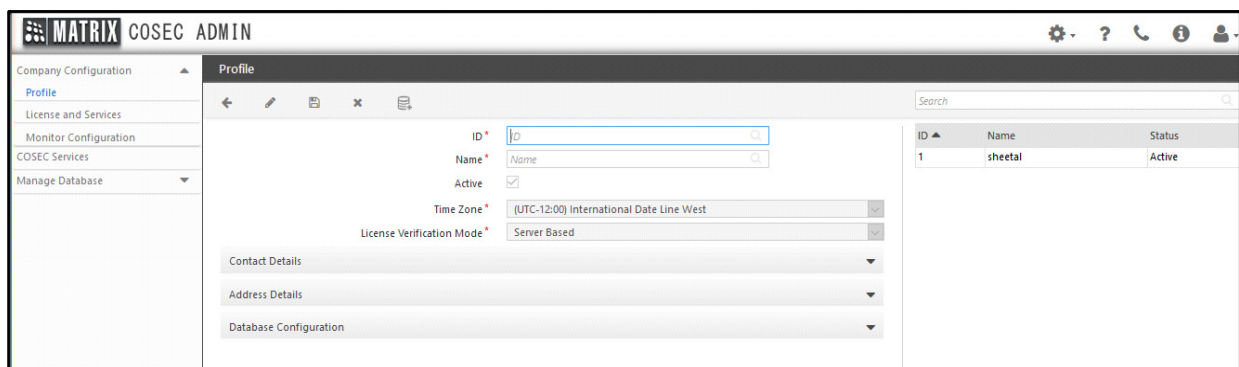 MATRIX COSEC ADMIN
Company Configuration
Profile
License and Services
Monitor Configuration
COSEC Services
Manage Database
Profile
ID* ID
Name* Name
Active
Time Zone* (UTC-12:00) International Date Line West
License Verification Mode* Server Based
Contact Details
Address Details
Database Configuration
Search
ID Name Status
1 sheetal Active